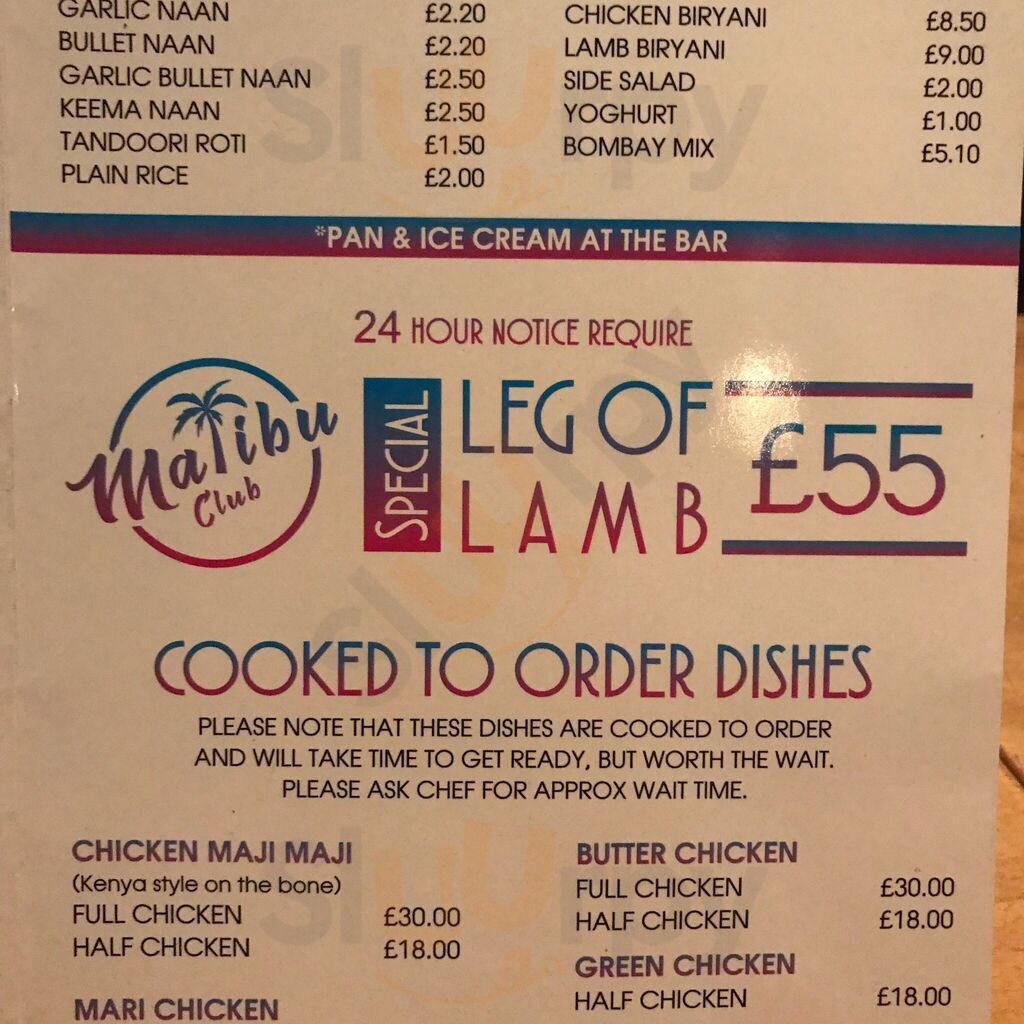 GARLIC NAAN £2.20
BULLET NAAN £2.20
GARLIC BULLET NAAN £2.50
KEEMA NAAN £2.50
TANDOORI ROTI £1.50
PLAIN RICE £2.00
CHICKEN BIRYANI £8.50
LAMB BIRYANI £9.00
SIDE SALAD £2.00
YOGHURT £1.00
BOMBAY MIX £5.10
*PAN & ICE CREAM AT THE BAR
24 HOUR NOTICE REQUIRE
Malibu
Club
SPECIAL
LEG OF
LAMB
£55
COOKED TO ORDER DISHES
PLEASE NOTE THAT THESE DISHES ARE COOKED TO ORDER
AND WILL TAKE TIME TO GET READY, BUT WORTH THE WAIT.
PLEASE ASK CHEF FOR APPROX WAIT TIME.
CHICKEN MAJI MAJI
(Kenya style on the bone)
FULL CHICKEN £30.00
HALF CHICKEN £18.00
MARI CHICKEN
BUTTER CHICKEN
FULL CHICKEN £30.00
HALF CHICKEN £18.00
GREEN CHICKEN
HALF CHICKEN £18.00
slUrpy
slUrpy
slUrpy